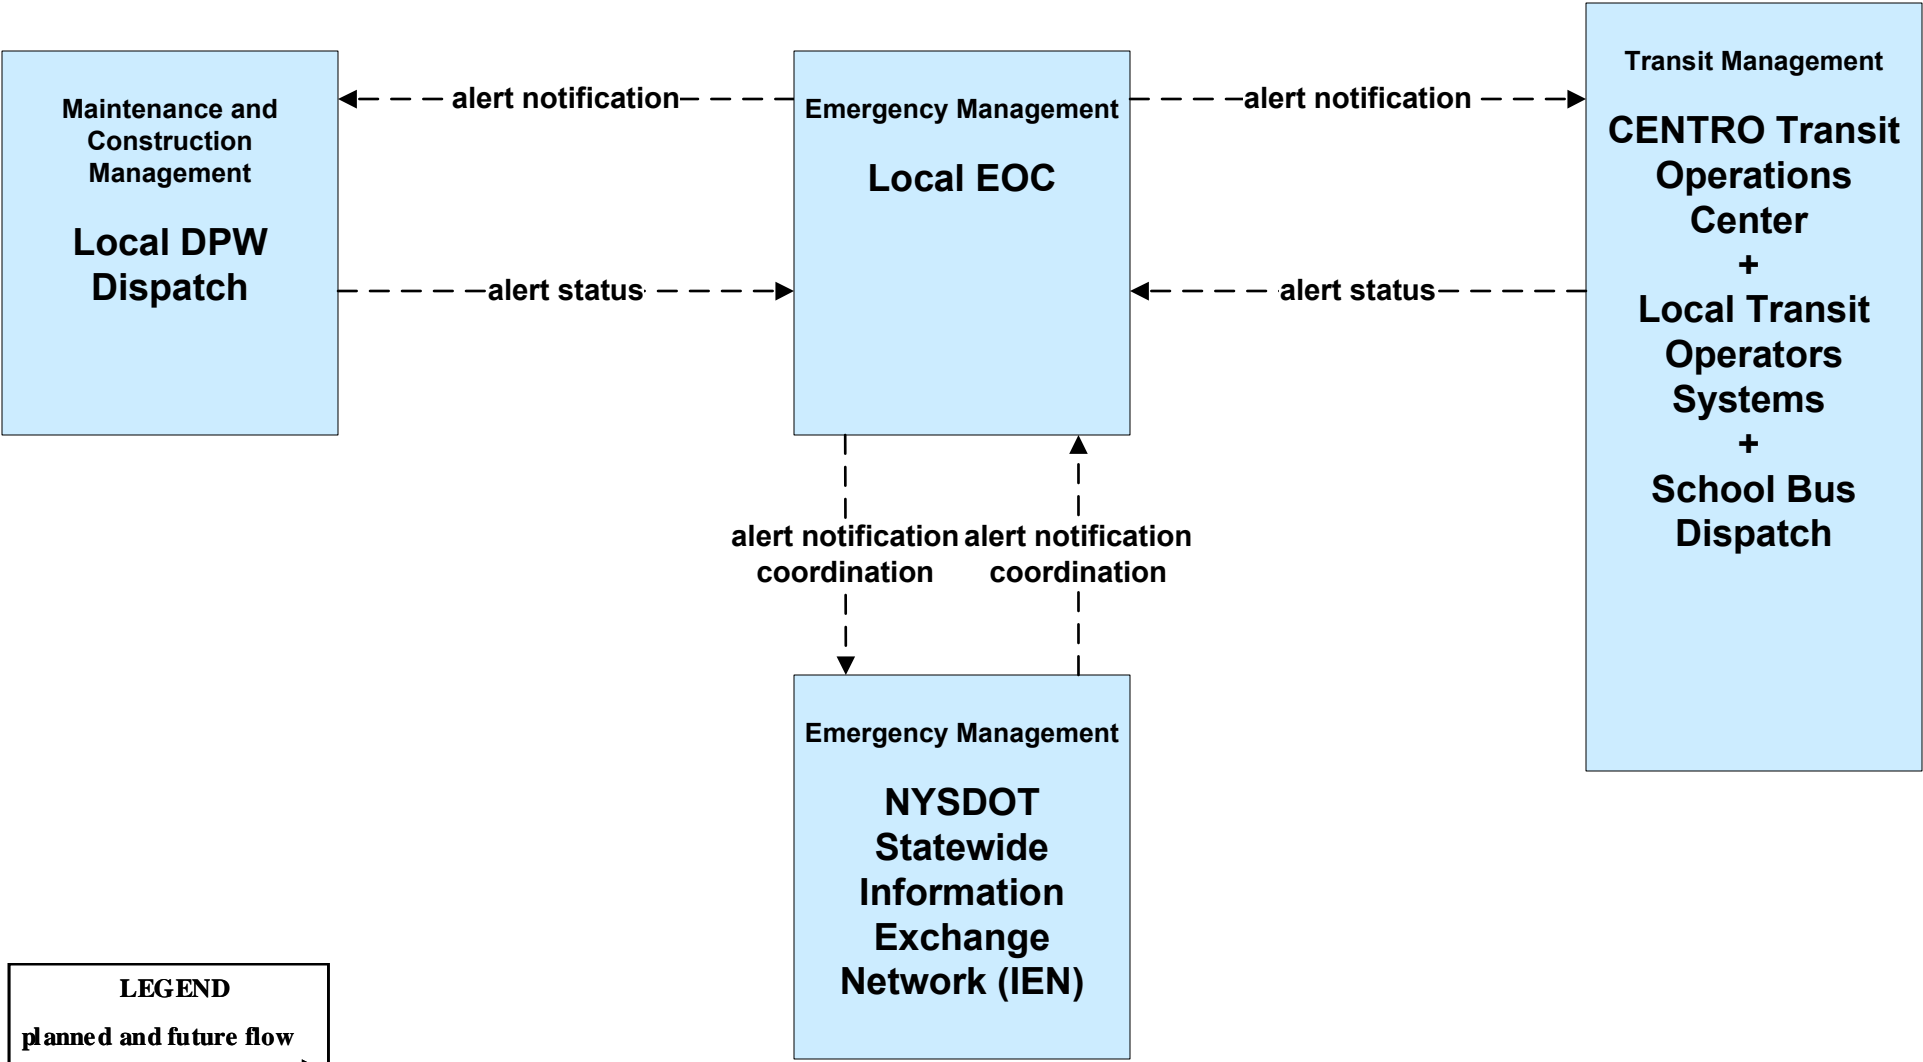 Maintenance and
Construction
Management
Local DPW
Dispatch
alert notification
alert status
Emergency Management
Local EOC
alert notification
alert status
Transit Management
CENTRO Transit
Operations
Center
+
Local Transit
Operators
Systems
+
School Bus
Dispatch
alert notification
coordination
alert notification
coordination
Emergency Management
NYSDOT
Statewide
Information
Exchange
Network (IEN)
LEGEND
planned and future flow